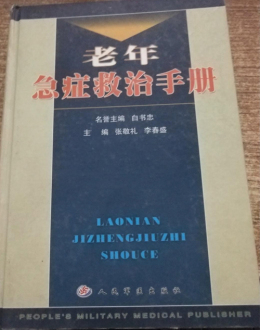 老年
急症救治手册
名誉主编 白书忠
主 编 张敬礼 李春盛
LAONIAN
JIZHENGJIUZHI
SHOUCE
人民军医出版社
PEOPLE'S MILITARY MEDICAL PUBLISHER